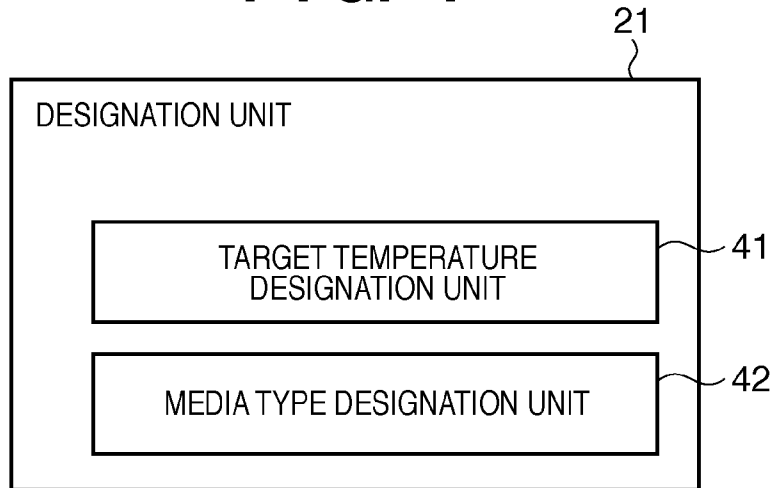 21
DESIGNATION UNIT
TARGET TEMPERATURE
DESIGNATION UNIT
41
MEDIA TYPE DESIGNATION UNIT
42